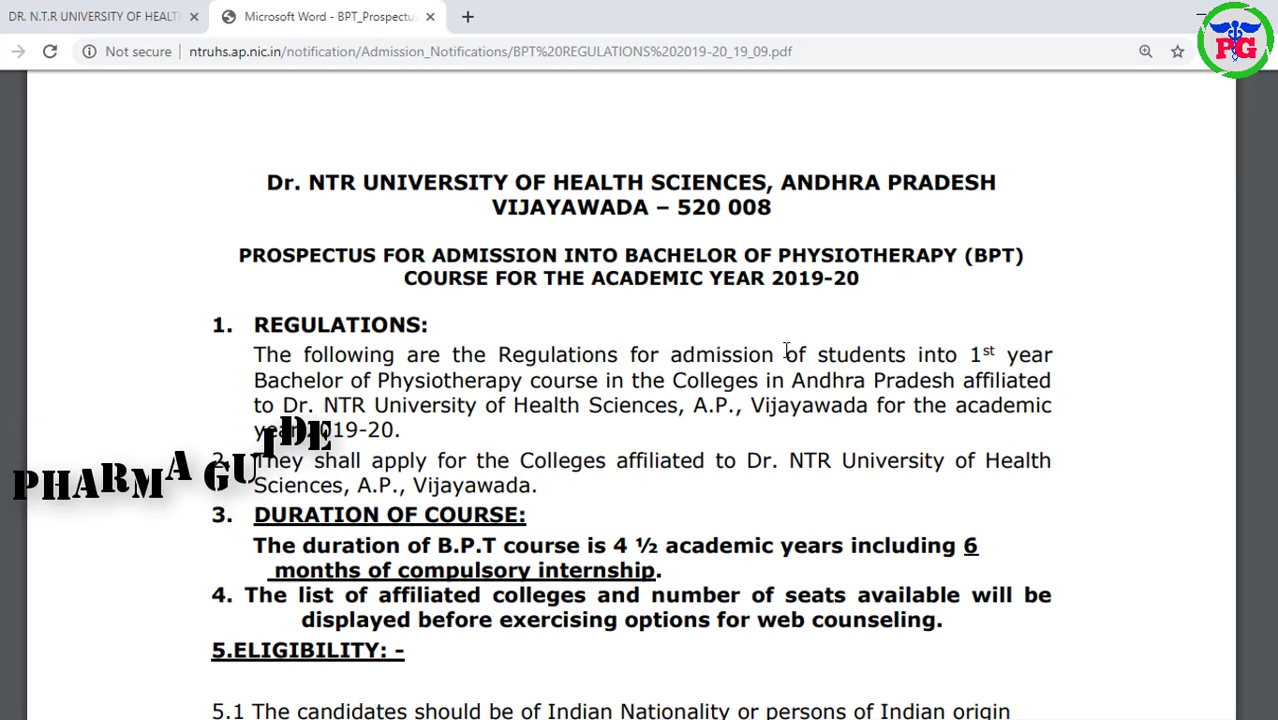 DR. N.T.R UNIVERSITY OF HEALT
Microsoft Word - BPT_Prospectus
Not secure
ntruhs.ap.nic.in/notification/Admission_Notifications/BPT%20REGULATIONS%202019-20_19_09.pdf
PG
Dr. NTR UNIVERSITY OF HEALTH SCIENCES, ANDHRA PRADESH
VIJAYAWADA – 520 008
PROSPECTUS FOR ADMISSION INTO BACHELOR OF PHYSIOTHERAPY (BPT)
COURSE FOR THE ACADEMIC YEAR 2019-20
1. REGULATIONS:
The following are the Regulations for admission of students into 1st year
Bachelor of Physiotherapy course in the Colleges in Andhra Pradesh affiliated
to Dr. NTR University of Health Sciences, A.P., Vijayawada for the academic
year 2019-20.
PHARMA GUIDE
2. They shall apply for the Colleges affiliated to Dr. NTR University of Health
Sciences, A.P., Vijayawada.
3. DURATION OF COURSE:
The duration of B.P.T course is 4 ½ academic years including 6
months of compulsory internship.
4. The list of affiliated colleges and number of seats available will be
displayed before exercising options for web counseling.
5.ELIGIBILITY: -
5.1 The candidates should be of Indian Nationality or persons of Indian origin